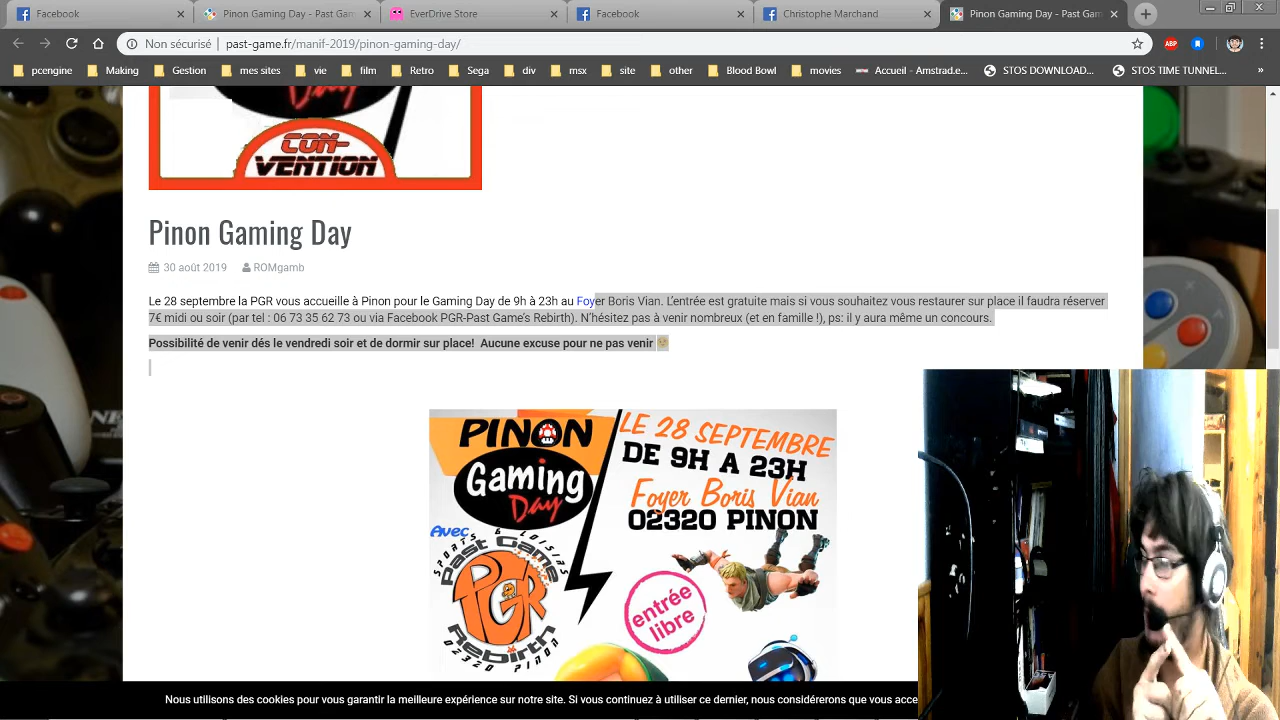 Facebook
Pinon Gaming Day - Past Gam
EverDrive Store
Facebook
Christophe Marchand
Pinon Gaming Day - Past Gam
Non sécurisé | past-game.fr/manif-2019/pinon-gaming-day/
ABP
pcengine
Making
Gestion
mes sites
vie
film
Retro
Sega
div
msx
site
other
Blood Bowl
movies
Accueil - Amstrad.e...
STOS DOWNLOAD...
STOS TIME TUNNEL...
»
Day
CON-
VENTION
Pinon Gaming Day
30 août 2019 ROMgamb
Le 28 septembre la PGR vous accueille à Pinon pour le Gaming Day de 9h à 23h au Foyer Boris Vian. L'entrée est gratuite mais si vous souhaitez vous restaurer sur place il faudra réserver
7€ midi ou soir (par tel : 06 73 35 62 73 ou via Facebook PGR-Past Game's Rebirth). N'hésitez pas à venir nombreux (et en famille !), ps: il y aura même un concours.
Possibilité de venir dés le vendredi soir et de dormir sur place! Aucune excuse pour ne pas venir
PINON
Gaming
Day
LE 28 SEPTEMBRE
DE 9H A 23H
Foyer Boris Vian
02320 PINON
Avec
SPORTS & LOISIRS
Past Game
PGR
Rebirth
02320 PINON
entrée
libre
Nous utilisons des cookies pour vous garantir la meilleure expérience sur notre site. Si vous continuez à utiliser ce dernier, nous considérerons que vous acce